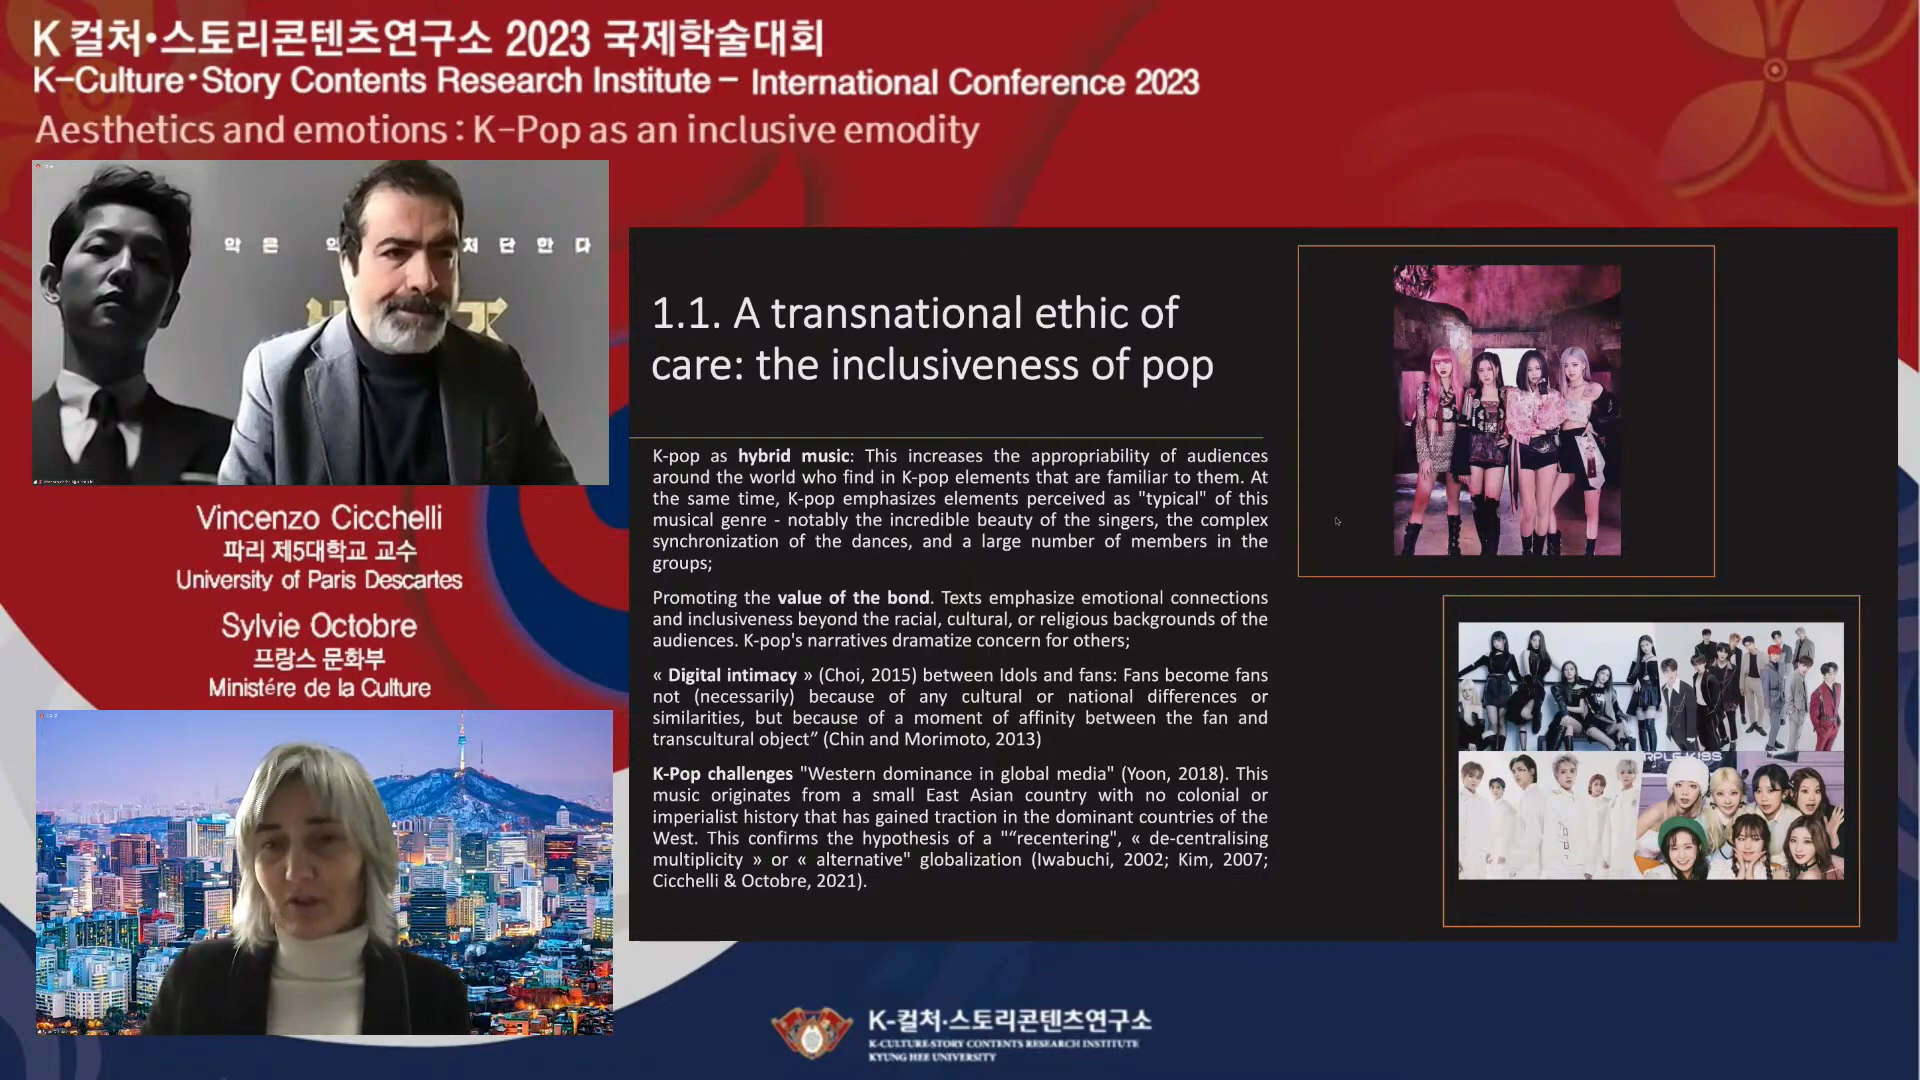 K 컬처•스토리콘텐츠연구소 2023 국제학술대회
K-Culture•Story Contents Research Institute - International Conference 2023
Aesthetics and emotions : K-Pop as an inclusive emodity
악 은 악
처 단 한 다
Vincenzo Cicchelli
파리 제5대학교 교수
University of Paris Descartes
Sylvie Octobre
프랑스 문화부
Ministére de la Culture
1.1. A transnational ethic of
care: the inclusiveness of pop
K-pop as hybrid music: This increases the appropriability of audiences
around the world who find in K-pop elements that are familiar to them. At
the same time, K-pop emphasizes elements perceived as "typical" of this
musical genre - notably the incredible beauty of the singers, the complex
synchronization of the dances, and a large number of members in the
groups;
Promoting the value of the bond. Texts emphasize emotional connections
and inclusiveness beyond the racial, cultural, or religious backgrounds of the
audiences. K-pop's narratives dramatize concern for others;
« Digital intimacy » (Choi, 2015) between Idols and fans: Fans become fans
not (necessarily) because of any cultural or national differences or
similarities, but because of a moment of affinity between the fan and
transcultural object” (Chin and Morimoto, 2013)
K-Pop challenges "Western dominance in global media" (Yoon, 2018). This
music originates from a small East Asian country with no colonial or
imperialist history that has gained traction in the dominant countries of the
West. This confirms the hypothesis of a "“recentering", « de-centralising
multiplicity » or « alternative" globalization (Iwabuchi, 2002; Kim, 2007;
Cicchelli & Octobre, 2021).
RPLE KISS
K-컬처•스토리콘텐츠연구소
K-CULTURE•STORY CONTENTS RESEARCH INSTITUTE
KYUNG HEE UNIVERSITY